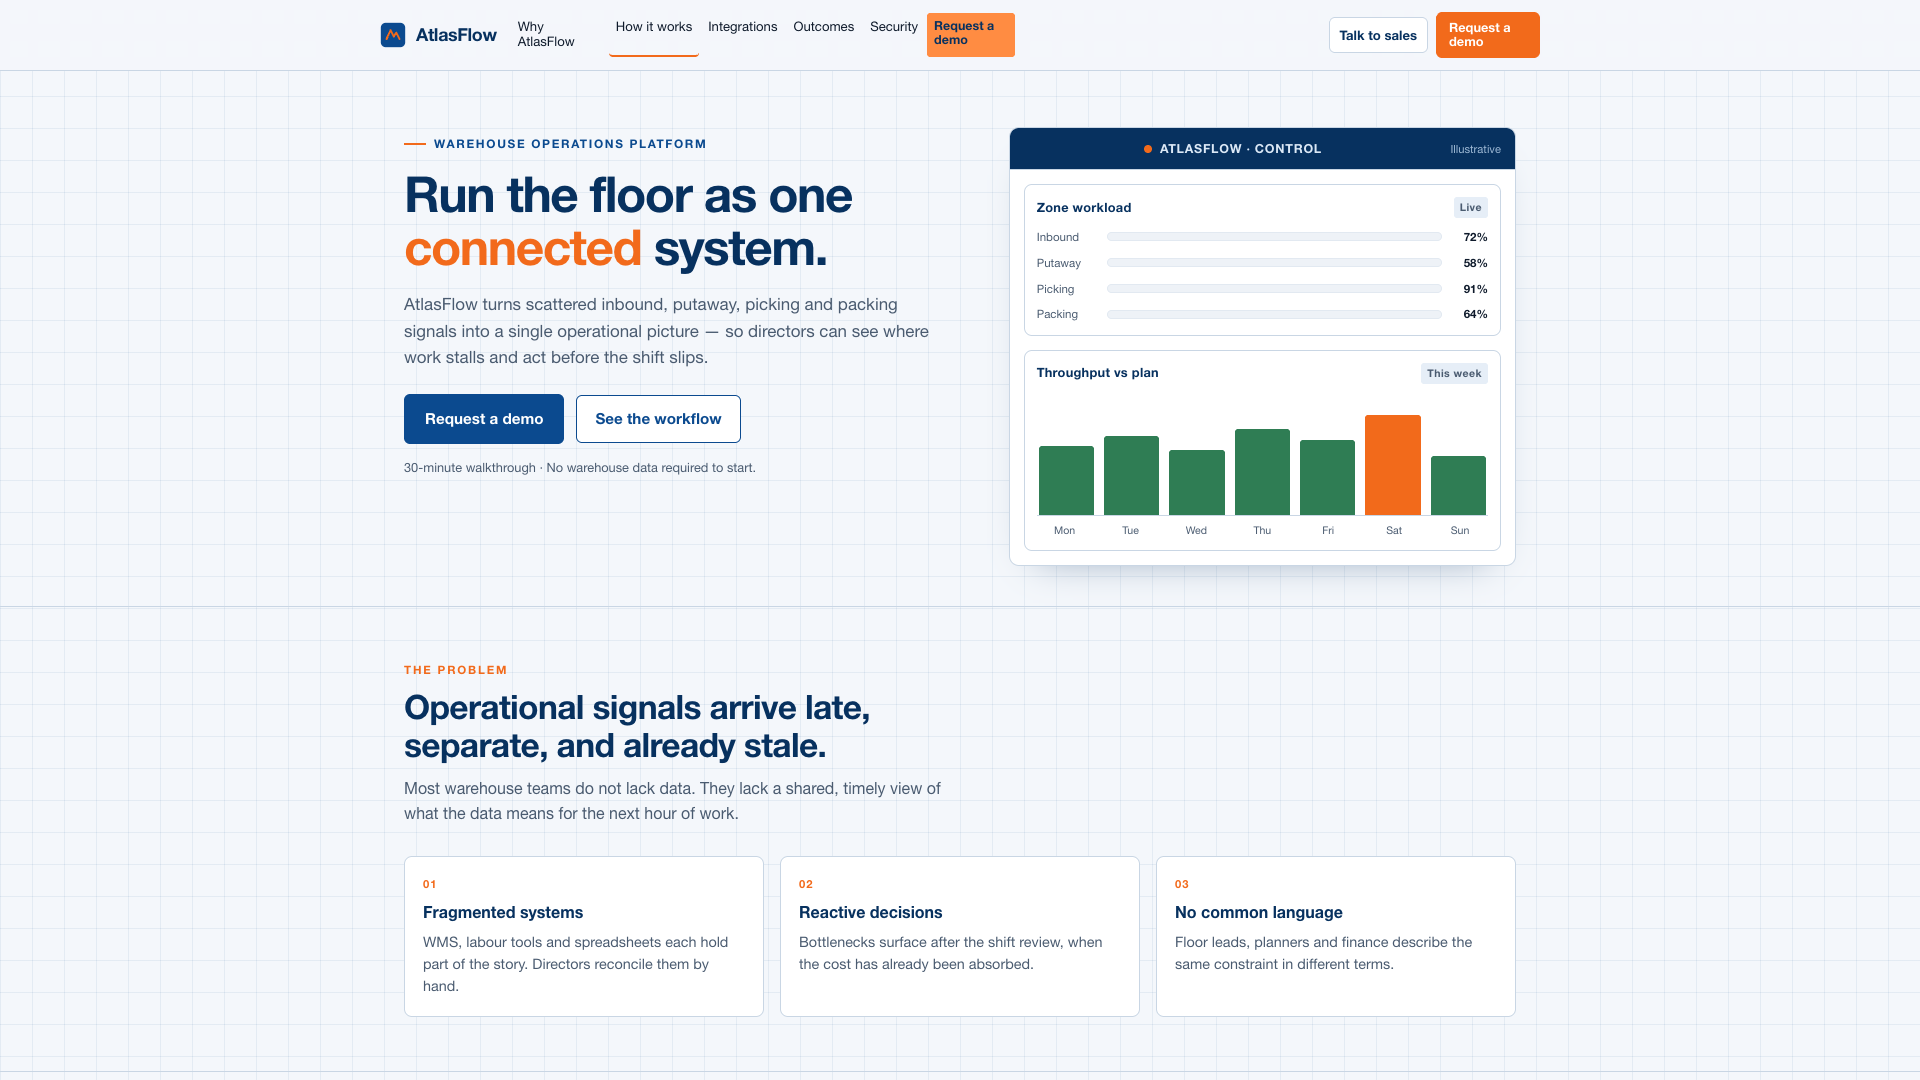 AtlasFlow
Why
AtlasFlow
How it works
Integrations
Outcomes
Security
Request a
demo
Talk to sales
Request a
demo
WAREHOUSE OPERATIONS PLATFORM
Run the floor as one
connected system.
AtlasFlow turns scattered inbound, putaway, picking and packing
signals into a single operational picture — so directors can see where
work stalls and act before the shift slips.
Request a demo
See the workflow
30-minute walkthrough · No warehouse data required to start.
ATLASFLOW · CONTROL
Illustrative
Zone workload
Live
Inbound 72%
Putaway 58%
Picking 91%
Packing 64%
Throughput vs plan
This week
Mon Tue Wed Thu Fri Sat Sun
THE PROBLEM
Operational signals arrive late,
separate, and already stale.
Most warehouse teams do not lack data. They lack a shared, timely view of
what the data means for the next hour of work.
01
Fragmented systems
WMS, labour tools and spreadsheets each hold
part of the story. Directors reconcile them by
hand.
02
Reactive decisions
Bottlenecks surface after the shift review, when
the cost has already been absorbed.
03
No common language
Floor leads, planners and finance describe the
same constraint in different terms.